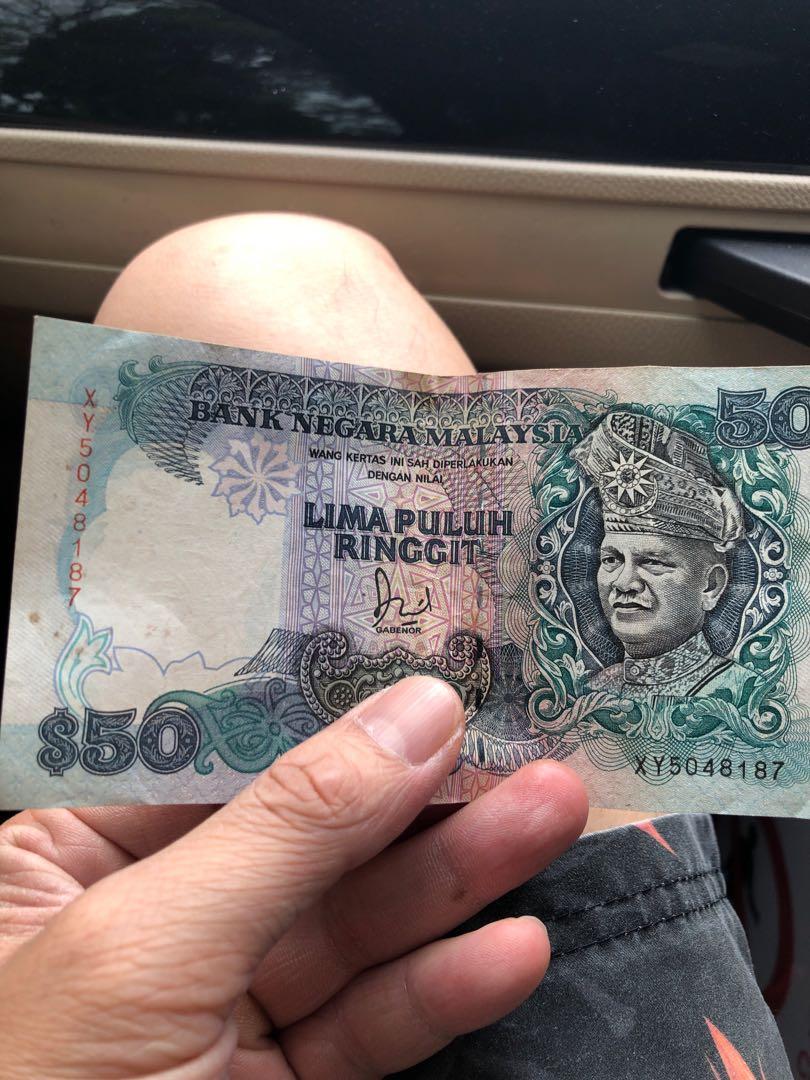 XY5048187
BANK NEGARA MALAYSIA
50
WANG KERTAS INI SAH DIPERLAKUKAN
DENGAN NILAI
LIMA PULUH
RINGGIT
GABENOR
$50
XY5048187